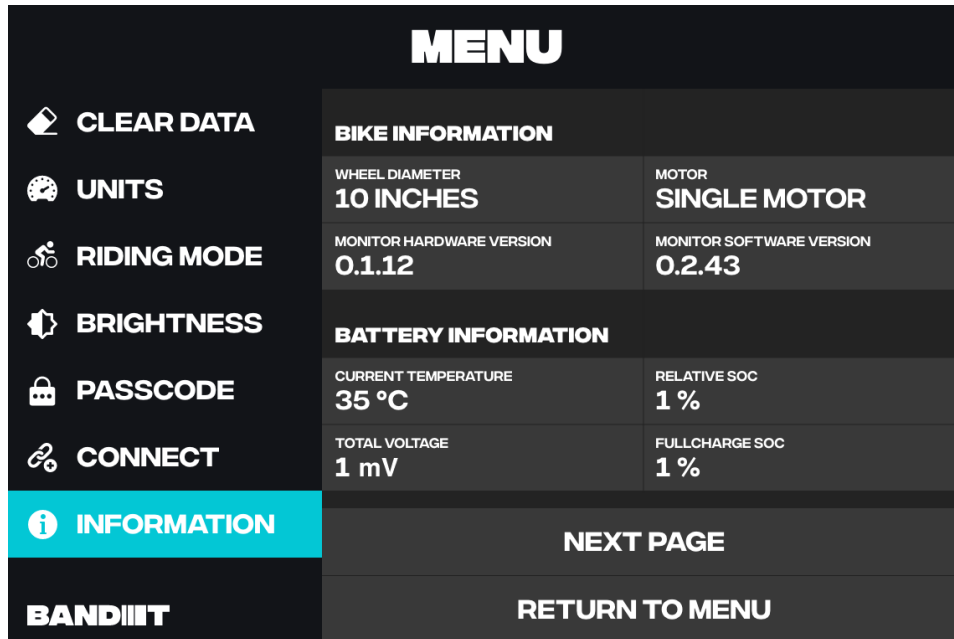 MENU
CLEAR DATA
UNITS
RIDING MODE
BRIGHTNESS
PASSCODE
CONNECT
INFORMATION
BANDIIIT
BIKE INFORMATION
WHEEL DIAMETER
10 INCHES
MOTOR
SINGLE MOTOR
MONITOR HARDWARE VERSION
0.1.12
MONITOR SOFTWARE VERSION
0.2.43
BATTERY INFORMATION
CURRENT TEMPERATURE
35 °C
RELATIVE SOC
1 %
TOTAL VOLTAGE
1 mV
FULLCHARGE SOC
1 %
NEXT PAGE
RETURN TO MENU